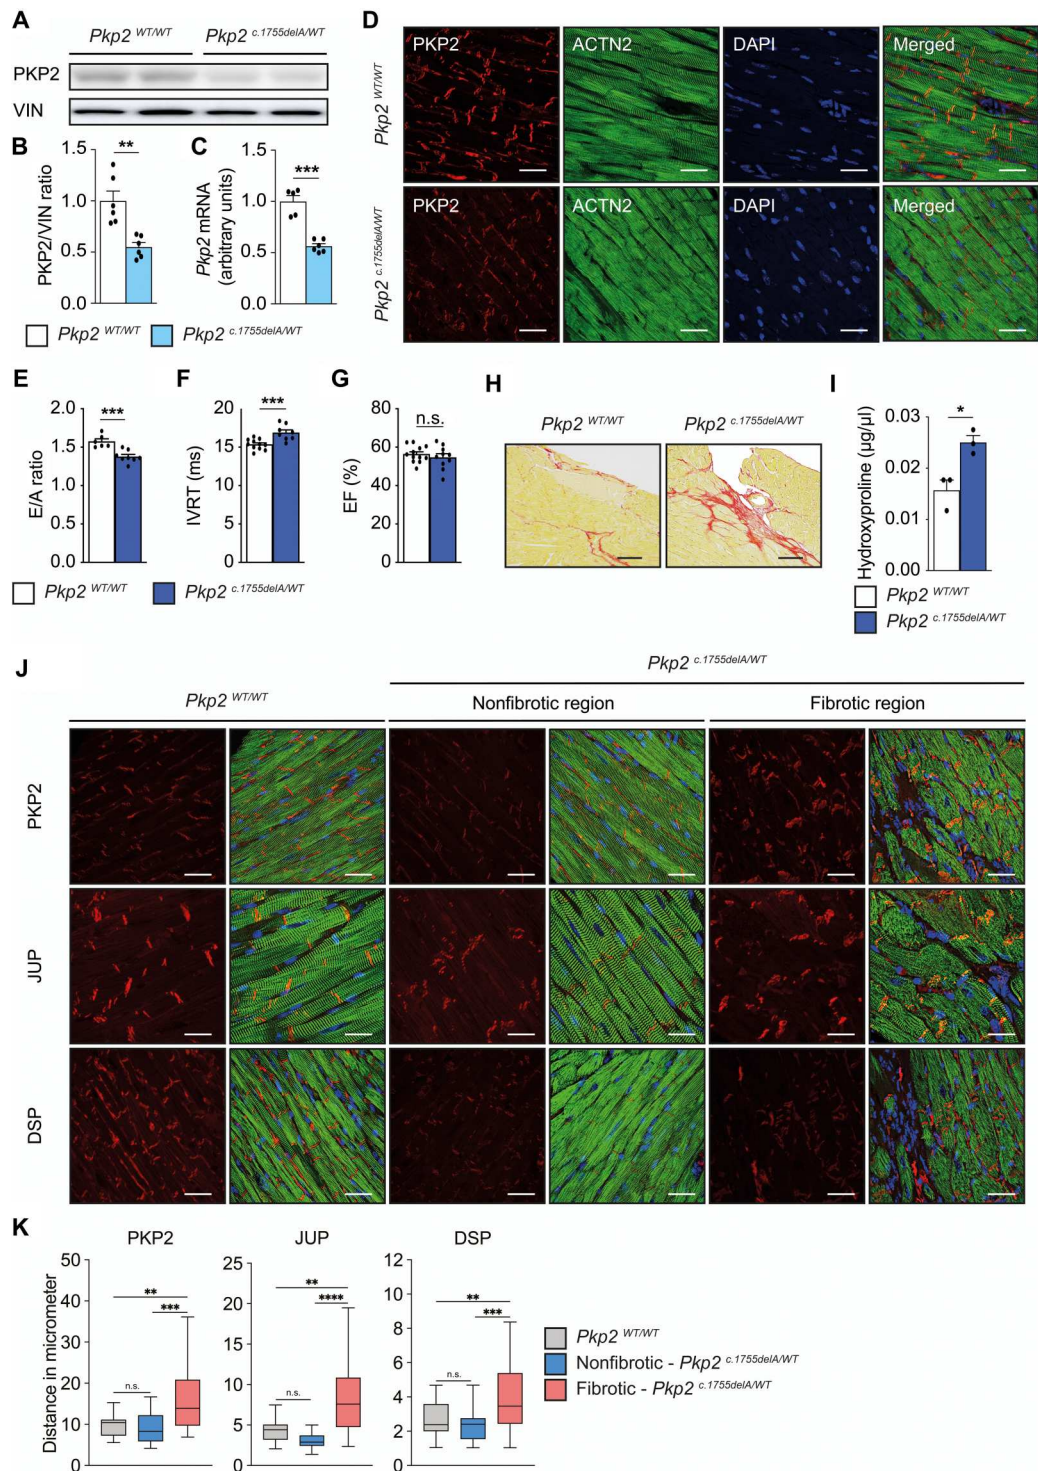 A
Pkp2 WT/WT Pkp2 c.1755delA/WT
PKP2
VIN
B
PKP2/VIN ratio
1.5
1.0
0.5
0.0
**
C
Pkp2 mRNA
(arbitrary units)
1.5
1.0
0.5
0.0
***
Pkp2 WT/WT Pkp2 c.1755delA/WT
D
Pkp2 WT/WT
PKP2 ACTN2 DAPI Merged
Pkp2 c.1755delA/WT
PKP2 ACTN2 DAPI Merged
E
E/A ratio
2.0
1.5
1.0
0.5
0.0
***
F
IVRT (ms)
20
15
10
5
0
***
G
EF (%)
80
60
40
20
0
n.s.
Pkp2 WT/WT Pkp2 c.1755delA/WT
H
Pkp2 WT/WT Pkp2 c.1755delA/WT
I
Hydroxyproline (µg/µl)
0.03
0.02
0.01
0.00
*
Pkp2 WT/WT
Pkp2 c.1755delA/WT
J
Pkp2 c.1755delA/WT
Pkp2 WT/WT Nonfibrotic region Fibrotic region
PKP2
JUP
DSP
K
Distance in micrometer
PKP2
50
40
30
20
10
0
**
***
n.s.
JUP
25
20
15
10
5
0
**
****
n.s.
DSP
12
10
8
6
4
2
0
**
***
n.s.
Pkp2 WT/WT
Nonfibrotic - Pkp2 c.1755delA/WT
Fibrotic - Pkp2 c.1755delA/WT